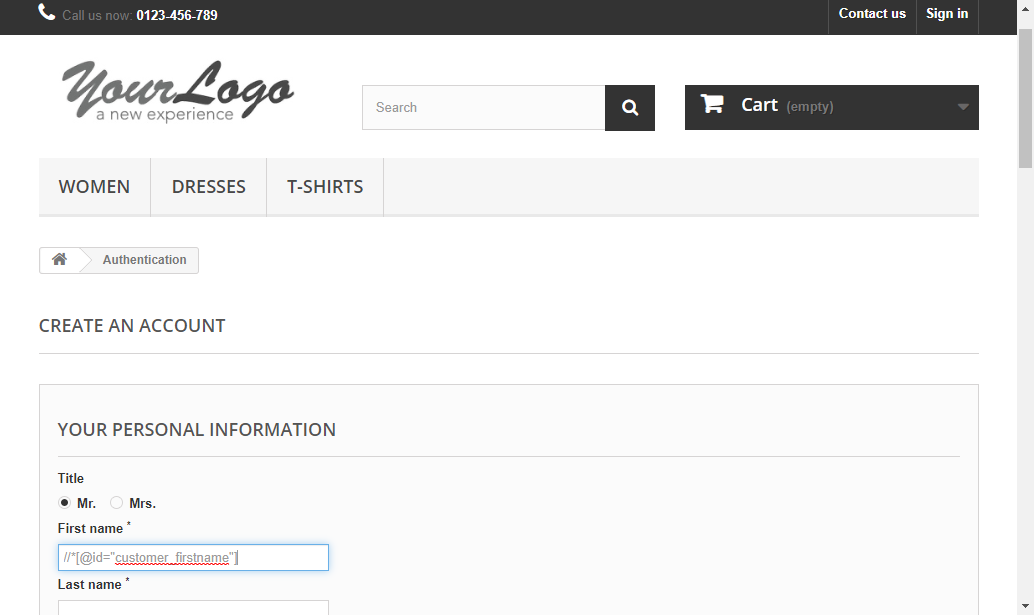 Call us now: 0123-456-789
Contact us
Sign in
YourLogo
a new experience
Search
Cart (empty)
WOMEN
DRESSES
T-SHIRTS
Authentication
CREATE AN ACCOUNT
YOUR PERSONAL INFORMATION
Title
Mr.
Mrs.
First name *
//*[@id="customer_firstname"]
Last name *